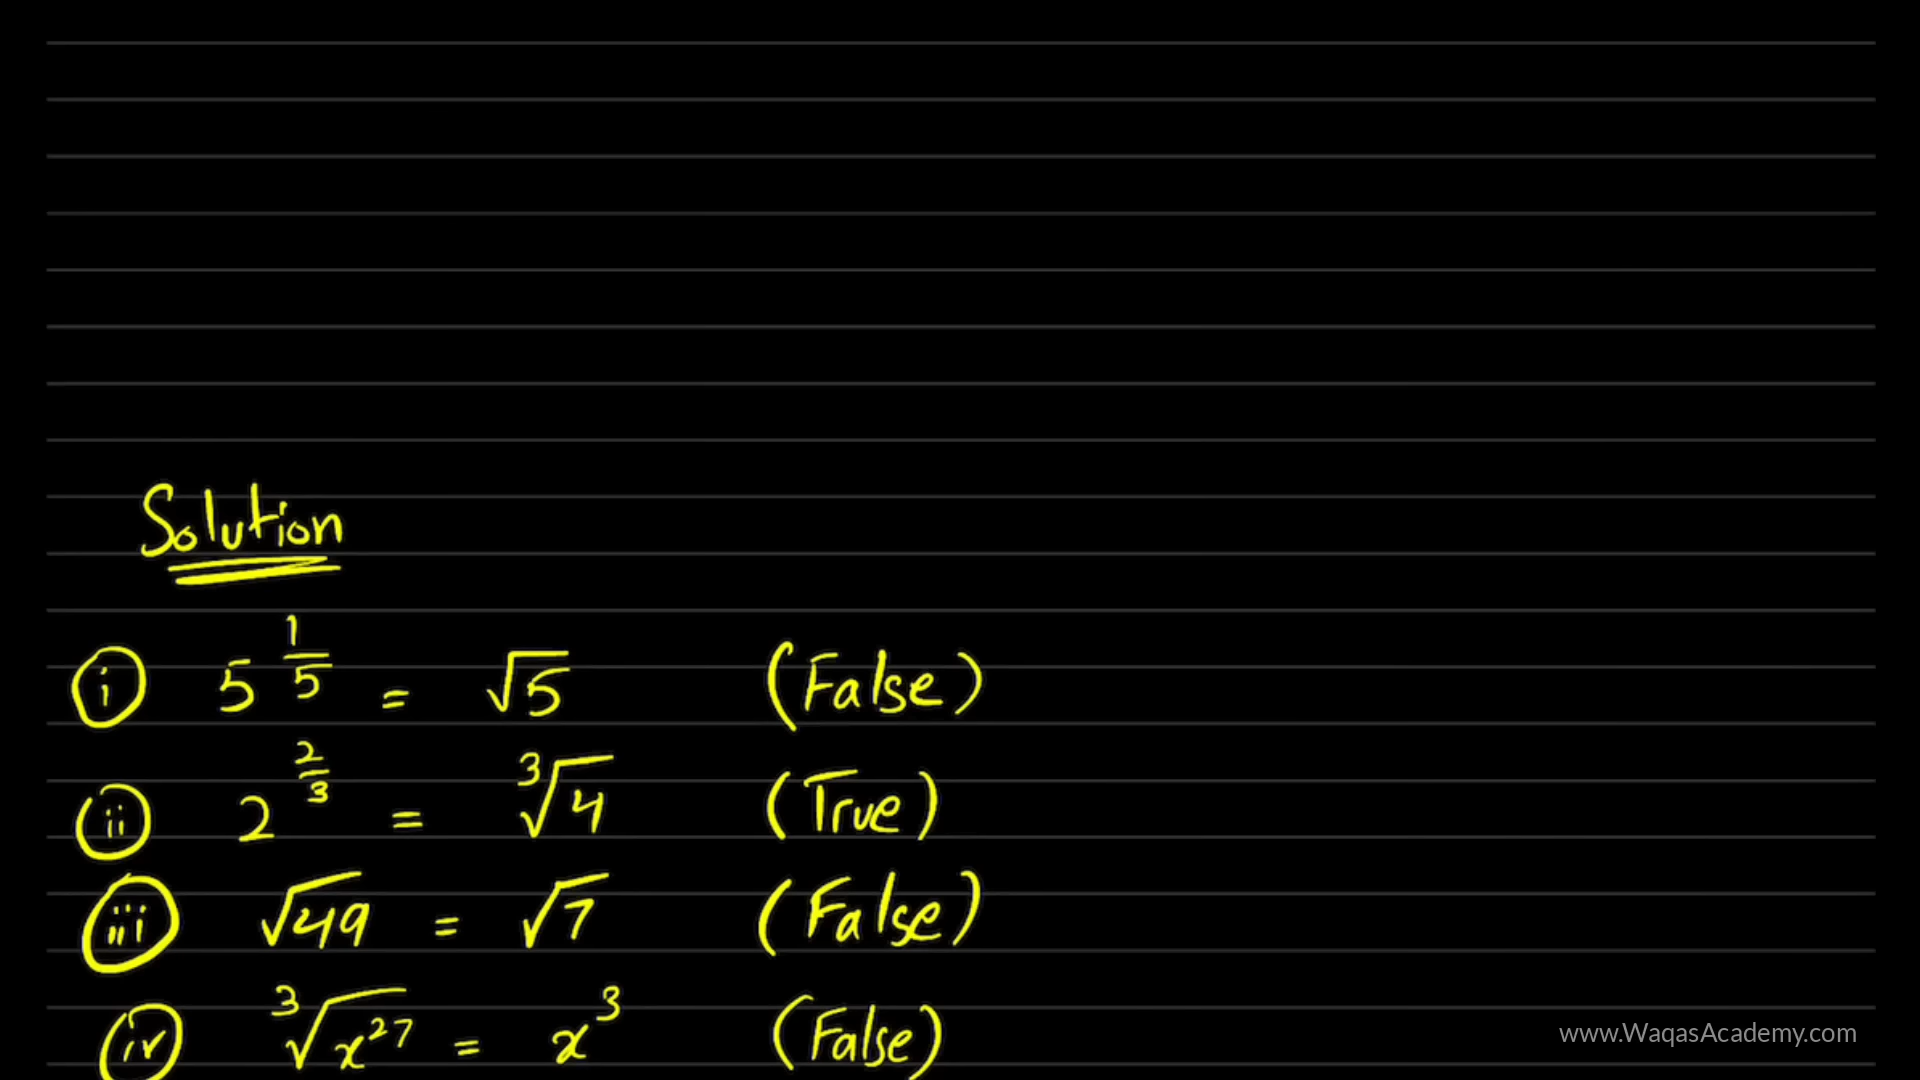 Solution
(i) 5^(1/5) = √5 (False)
(ii) 2^(2/3) = ∛4 (True)
(iii) √49 = √7 (False)
(iv) ∛x^27 = x^3 (False)
www.WaqasAcademy.com